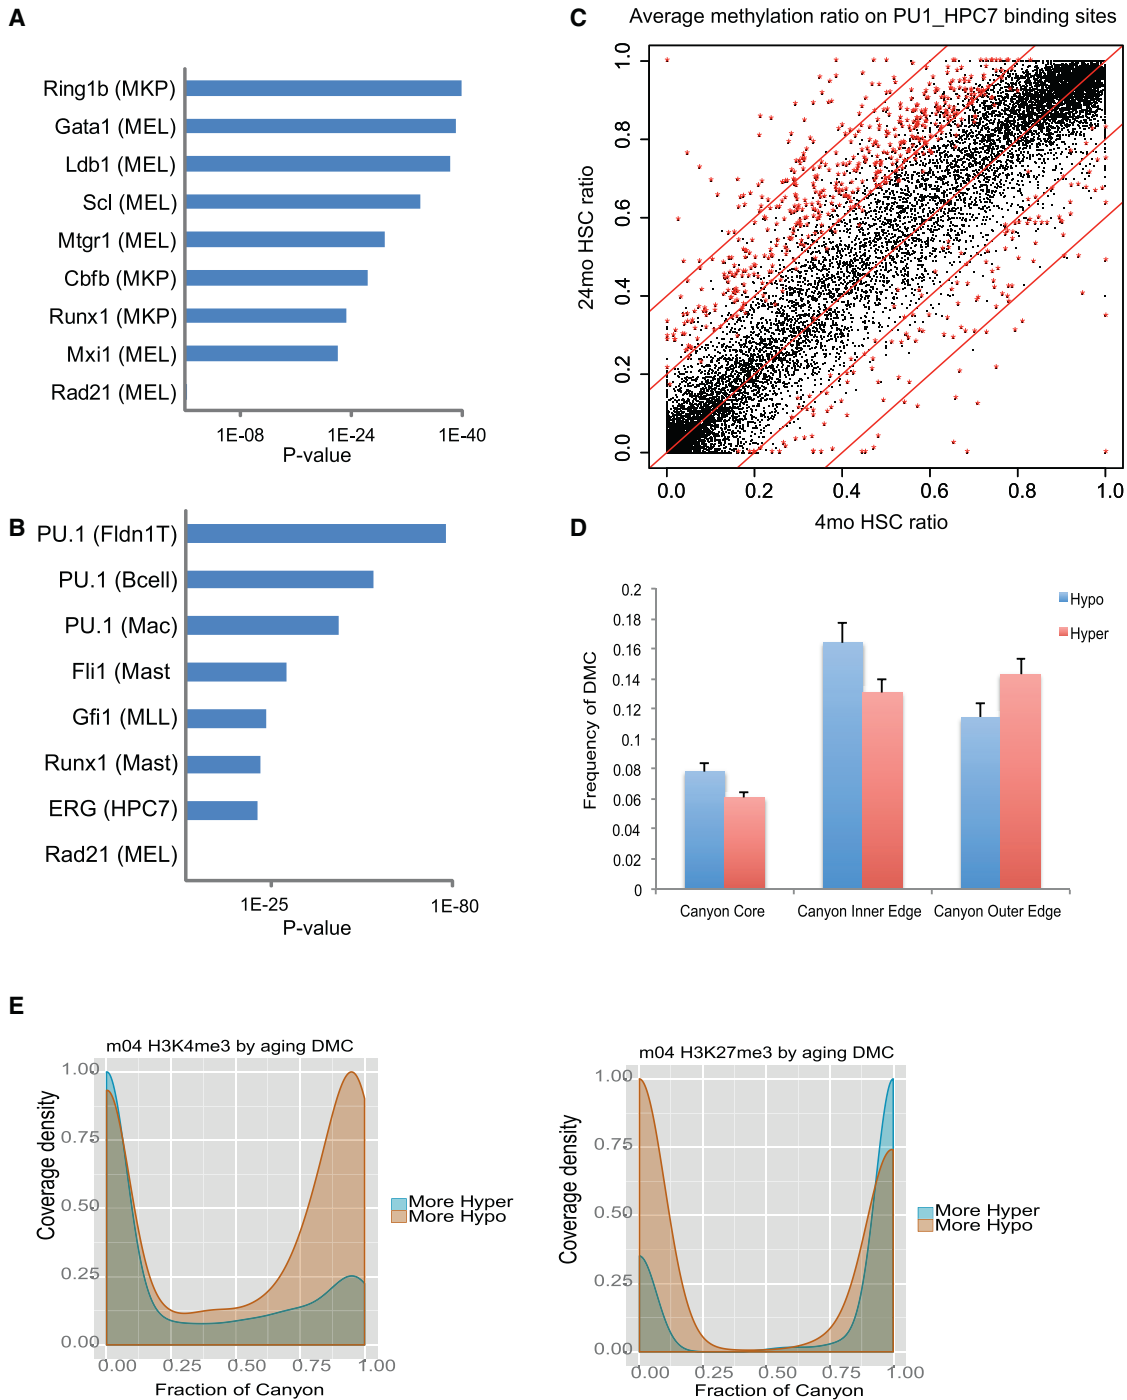 A
Ring1b (MKP)
Gata1 (MEL)
Ldb1 (MEL)
Scl (MEL)
Mtgr1 (MEL)
Cbfb (MKP)
Runx1 (MKP)
Mxi1 (MEL)
Rad21 (MEL)
1E-08 1E-24 1E-40
P-value
B
PU.1 (Fldn1T)
PU.1 (Bcell)
PU.1 (Mac)
Fli1 (Mast
Gfi1 (MLL)
Runx1 (Mast)
ERG (HPC7)
Rad21 (MEL)
1E-25 1E-80
P-value
C
Average methylation ratio on PU1_HPC7 binding sites
24mo HSC ratio
1.0
0.8
0.6
0.4
0.2
0.0
0.0 0.2 0.4 0.6 0.8 1.0
4mo HSC ratio
D
Frequency of DMC
0.2
0.18
0.16
0.14
0.12
0.1
0.08
0.06
0.04
0.02
0
Hypo
Hyper
Canyon Core Canyon Inner Edge Canyon Outer Edge
E
m04 H3K4me3 by aging DMC
Coverage density
1.00
0.75
0.50
0.25
0.00
0.00 0.25 0.50 0.75 1.00
Fraction of Canyon
More Hyper
More Hypo
m04 H3K27me3 by aging DMC
Coverage density
1.00
0.75
0.50
0.25
0.00
0.00 0.25 0.50 0.75 1.00
Fraction of Canyon
More Hyper
More Hypo